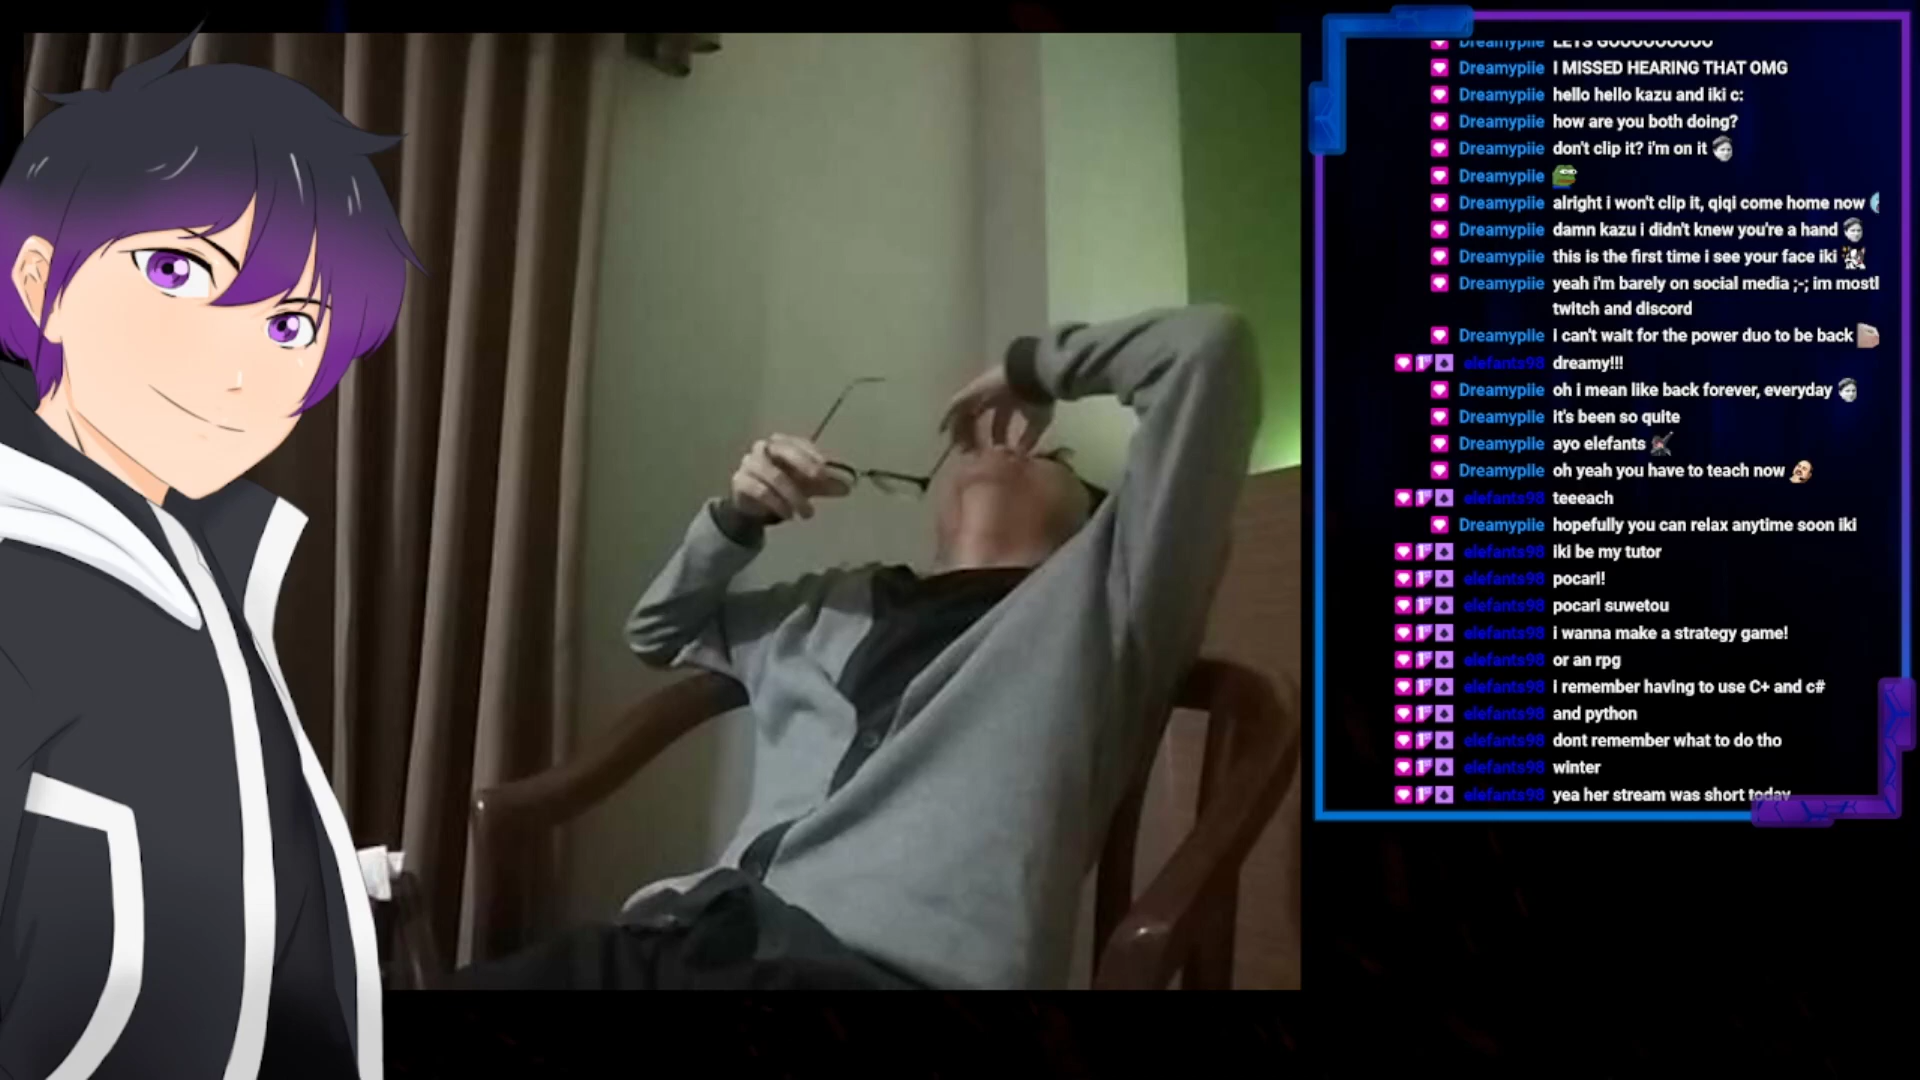 Dreamypiie LETS GOOOOOOOOO
Dreamypiie I MISSED HEARING THAT OMG
Dreamypiie hello hello kazu and iki c:
Dreamypiie how are you both doing?
Dreamypiie don't clip it? i'm on it
Dreamypiie
Dreamypiie alright i won't clip it, qiqi come home now
Dreamypiie damn kazu i didn't knew you're a hand
Dreamypiie this is the first time i see your face iki
Dreamypiie yeah i'm barely on social media ;-; im mostl
twitch and discord
Dreamypiie i can't wait for the power duo to be back
elefants98 dreamy!!!
Dreamypiie oh i mean like back forever, everyday
Dreamypiie it's been so quite
Dreamypiie ayo elefants
Dreamypiie oh yeah you have to teach now
elefants98 teeeach
Dreamypiie hopefully you can relax anytime soon iki
elefants98 iki be my tutor
elefants98 pocari!
elefants98 pocari suwetou
elefants98 i wanna make a strategy game!
elefants98 or an rpg
elefants98 i remember having to use C+ and c#
elefants98 and python
elefants98 dont remember what to do tho
elefants98 winter
elefants98 yea her stream was short today